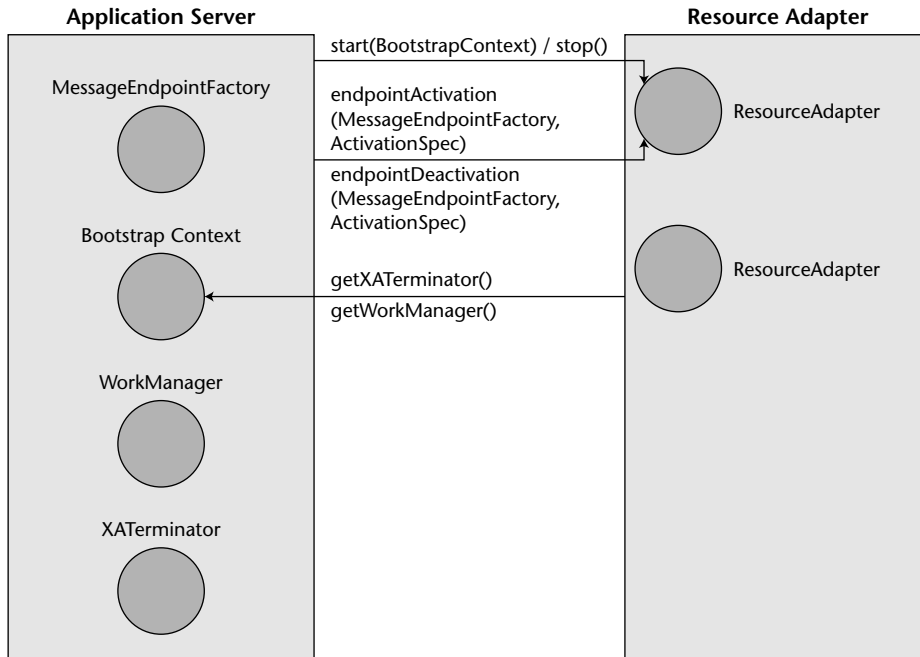 Application Server
Resource Adapter
start(BootstrapContext) / stop()
MessageEndpointFactory
endpointActivation
(MessageEndpointFactory,
ActivationSpec)
ResourceAdapter
endpointDeactivation
(MessageEndpointFactory,
ActivationSpec)
Bootstrap Context
getXATerminator()
ResourceAdapter
getWorkManager()
WorkManager
XATerminator